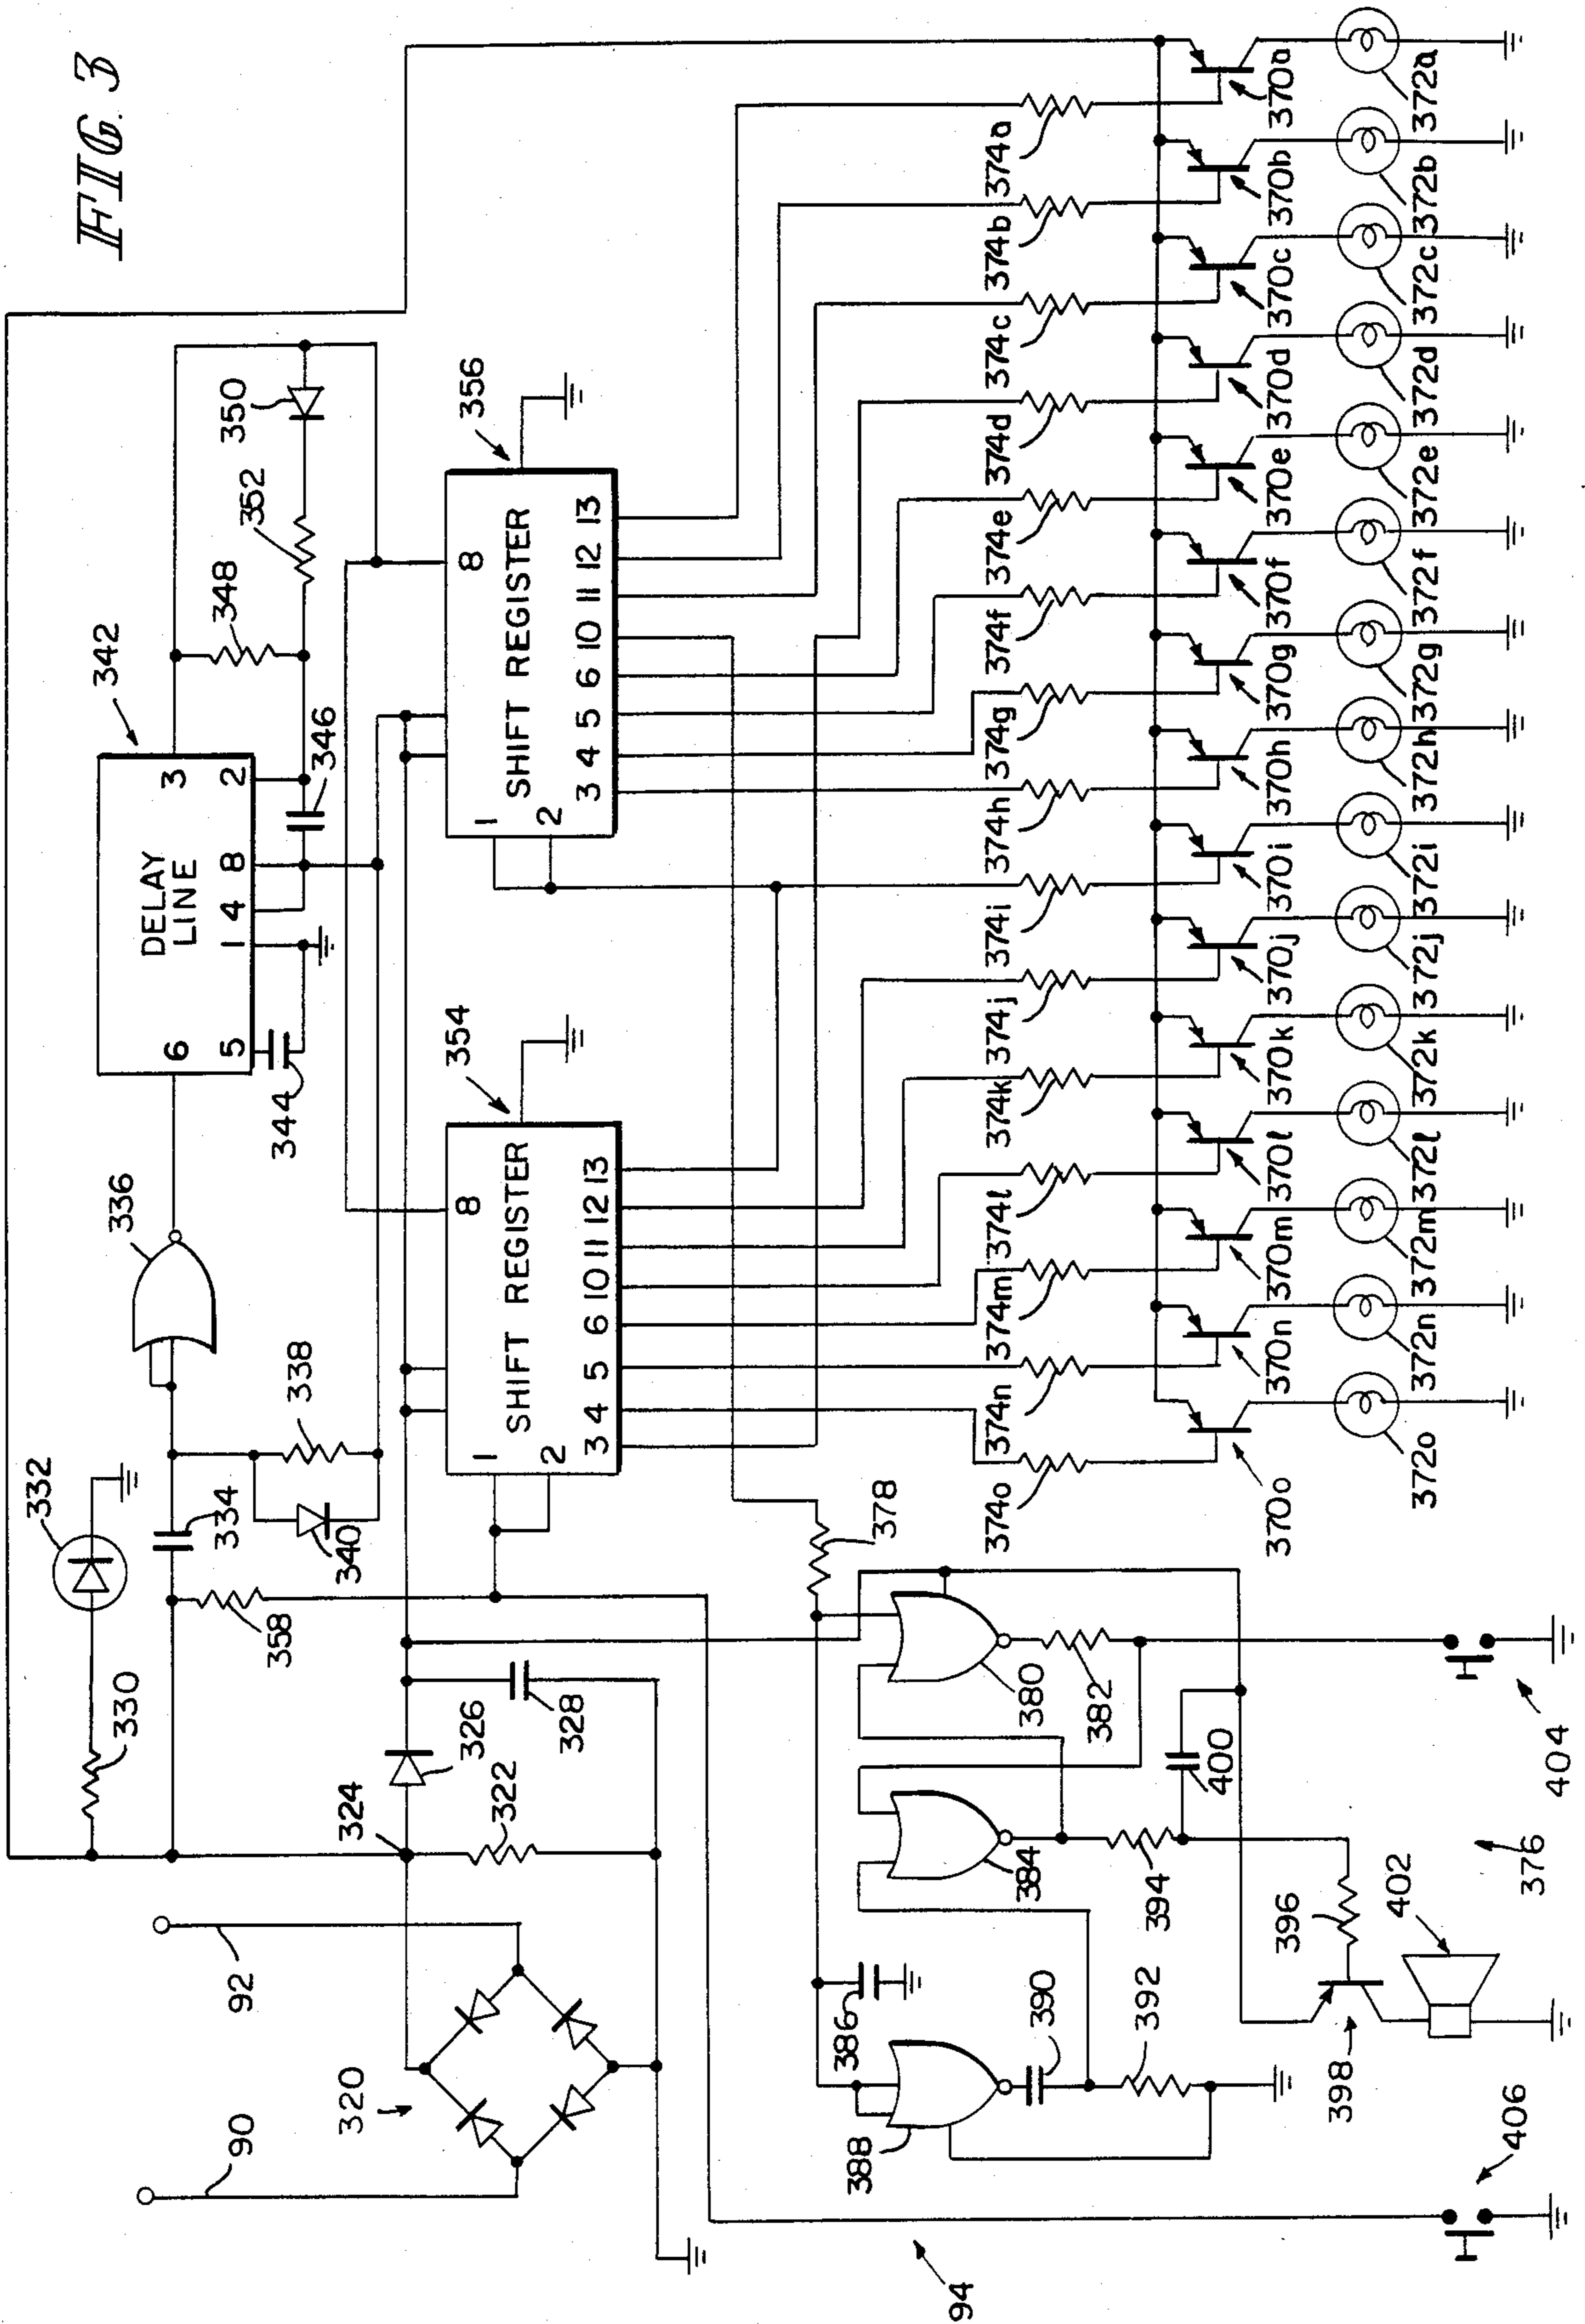 FIG. 3
92
90
320
324
322
326
328
330
332
334
358
340
338
336
342
DELAY
LINE
6
3
5
1
4
8
2
344
346
348
352
350
354
SHIFT REGISTER
8
1
2
3 4 5 6 10 11 12 13
356
SHIFT REGISTER
8
1
2
3 4 5 6 10 11 12 13
374o
374n
374m
374l
374k
374j
374i
374h
374g
374f
374e
374d
374c
374b
374a
370o
370n
370m
370l
370k
370j
370i
370h
370g
370f
370e
370d
370c
370b
370a
372o
372n
372m
372l
372k
372j
372i
372h
372g
372f
372e
372d
372c
372b
372a
378
380
382
384
386
388
390
392
394
396
398
400
402
404
406
376
94